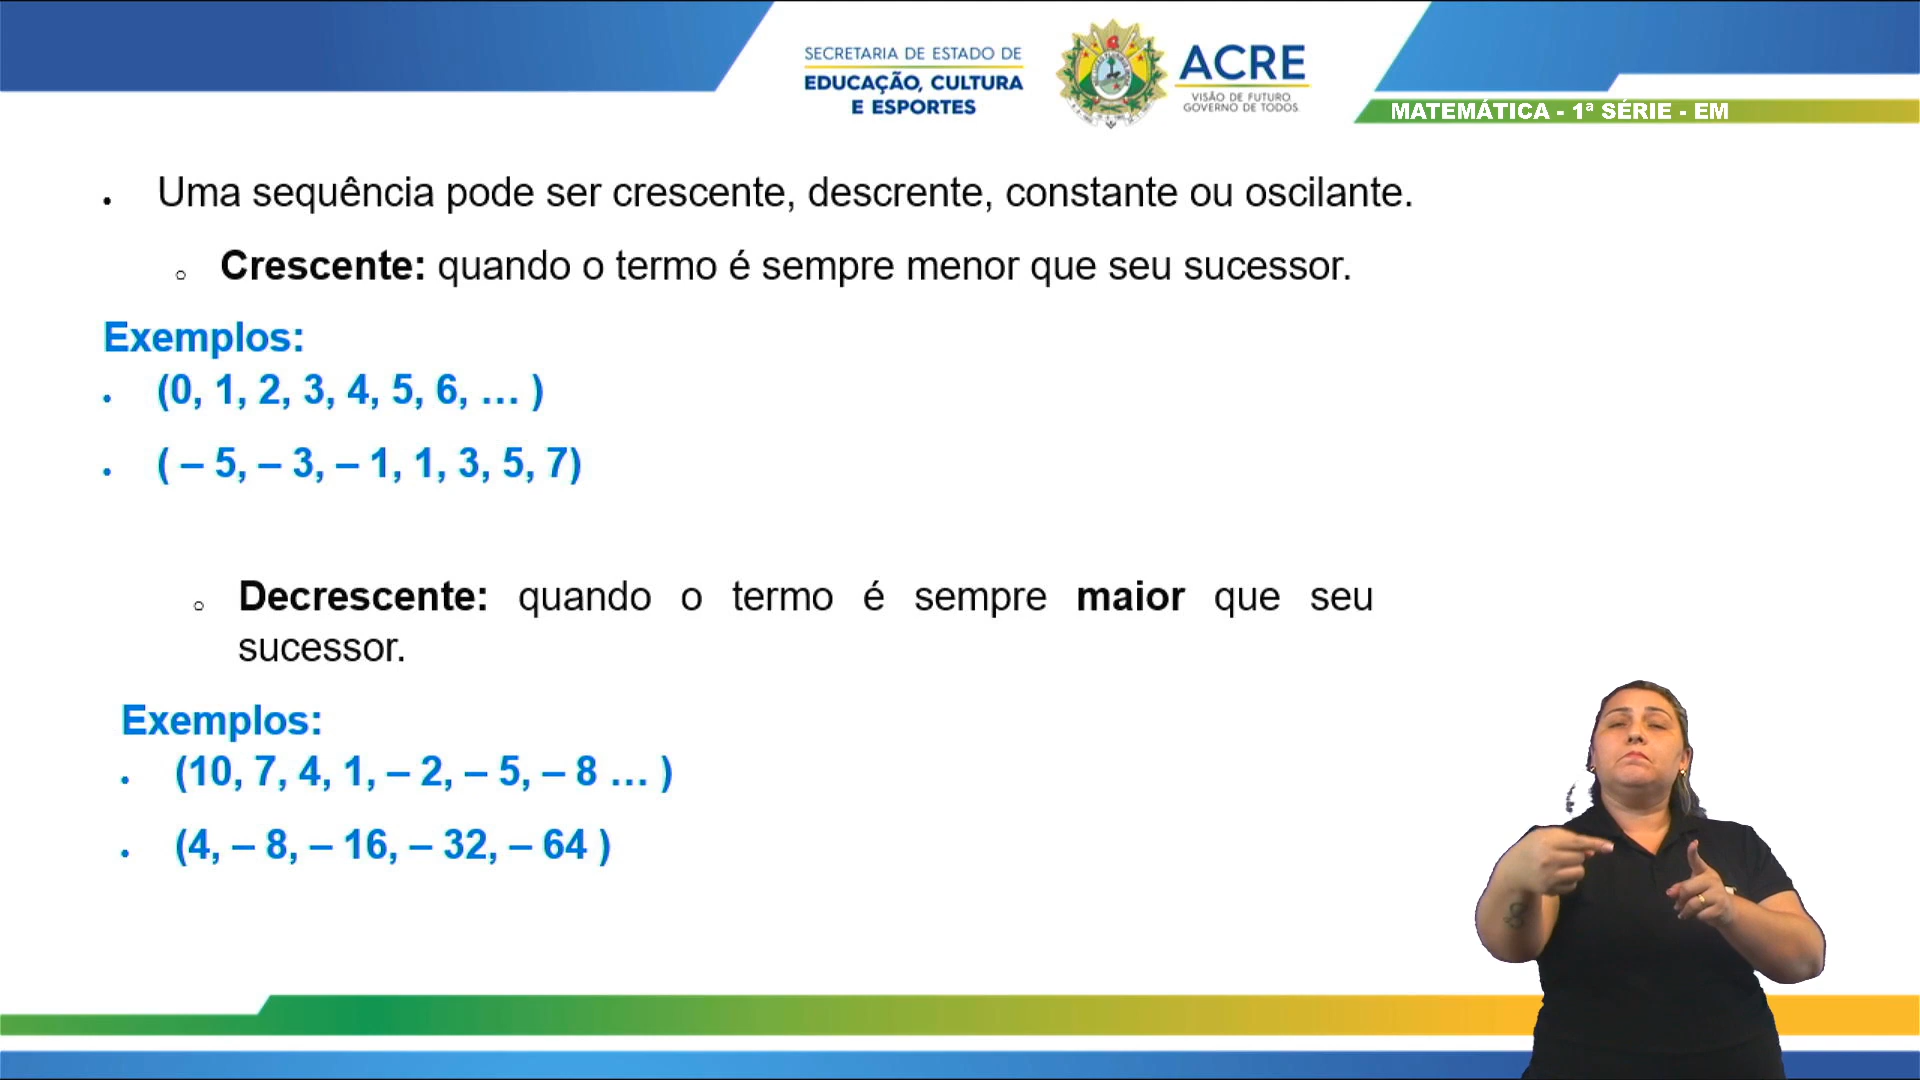 SECRETARIA DE ESTADO DE
EDUCAÇÃO, CULTURA
E ESPORTES
ACRE
VISÃO DE FUTURO.
GOVERNO DE TODOS.
MATEMÁTICA - 1ª SÉRIE - EM
• Uma sequência pode ser crescente, descrente, constante ou oscilante.
○ Crescente: quando o termo é sempre menor que seu sucessor.
Exemplos:
• (0, 1, 2, 3, 4, 5, 6, … )
• ( – 5, – 3, – 1, 1, 3, 5, 7)
○ Decrescente: quando o termo é sempre maior que seu
sucessor.
Exemplos:
• (10, 7, 4, 1, – 2, – 5, – 8 … )
• (4, – 8, – 16, – 32, – 64 )